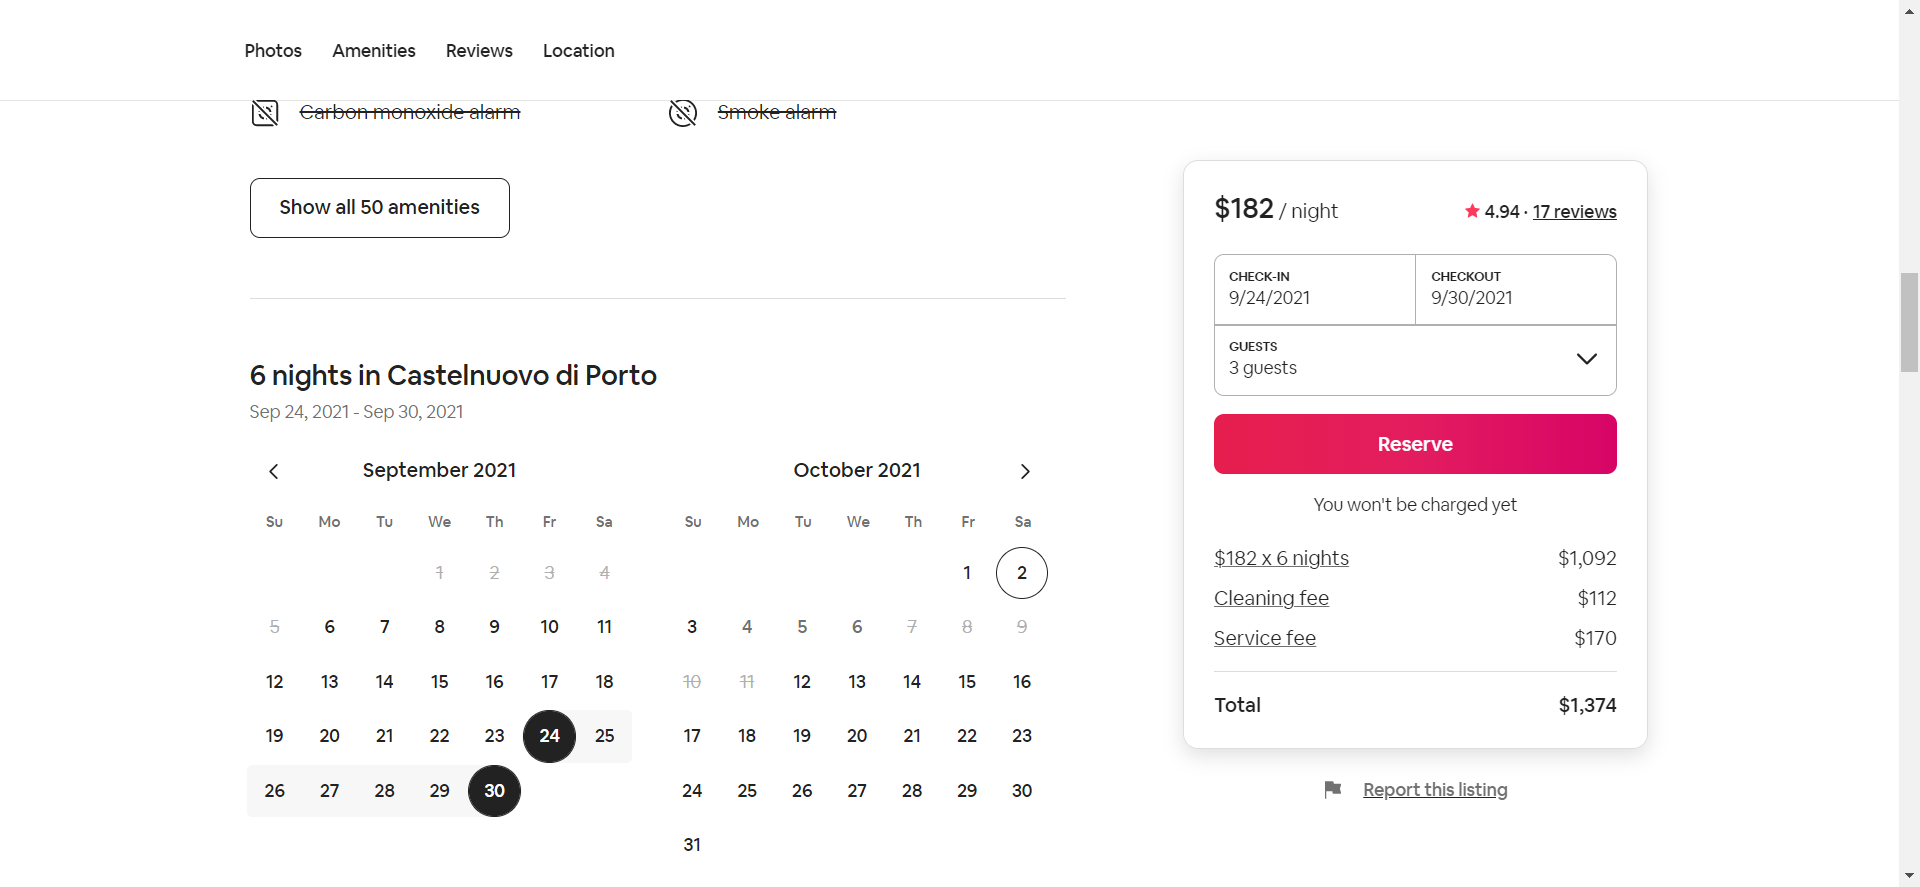 Photos Amenities Reviews Location
Carbon monoxide alarm Smoke alarm
Show all 50 amenities
6 nights in Castelnuovo di Porto
Sep 24, 2021 - Sep 30, 2021
September 2021
Su Mo Tu We Th Fr Sa
1 2 3 4
5 6 7 8 9 10 11
12 13 14 15 16 17 18
19 20 21 22 23 24 25
26 27 28 29 30
October 2021
Su Mo Tu We Th Fr Sa
1 2
3 4 5 6 7 8 9
10 11 12 13 14 15 16
17 18 19 20 21 22 23
24 25 26 27 28 29 30
31
$182 / night ★ 4.94 · 17 reviews
CHECK-IN CHECKOUT
9/24/2021 9/30/2021
GUESTS
3 guests
Reserve
You won't be charged yet
$182 x 6 nights $1,092
Cleaning fee $112
Service fee $170
Total $1,374
Report this listing